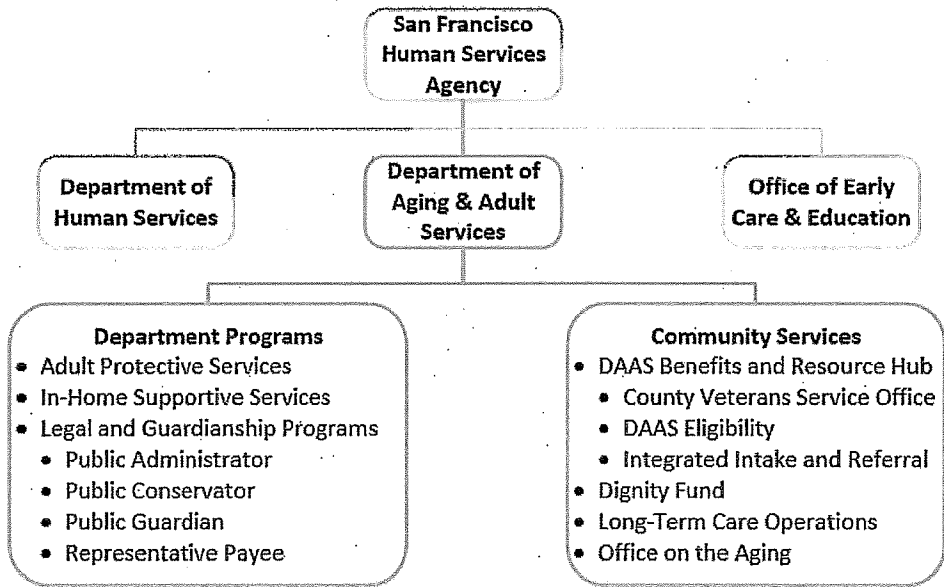 San Francisco
Human Services
Agency
Department of
Human Services
Department of
Aging & Adult
Services
Office of Early
Care & Education
Department Programs
• Adult Protective Services
• In-Home Supportive Services
• Legal and Guardianship Programs
• Public Administrator
• Public Conservator
• Public Guardian
• Representative Payee
Community Services
• DAAS Benefits and Resource Hub
• County Veterans Service Office
• DAAS Eligibility
• Integrated Intake and Referral
• Dignity Fund
• Long-Term Care Operations
• Office on the Aging